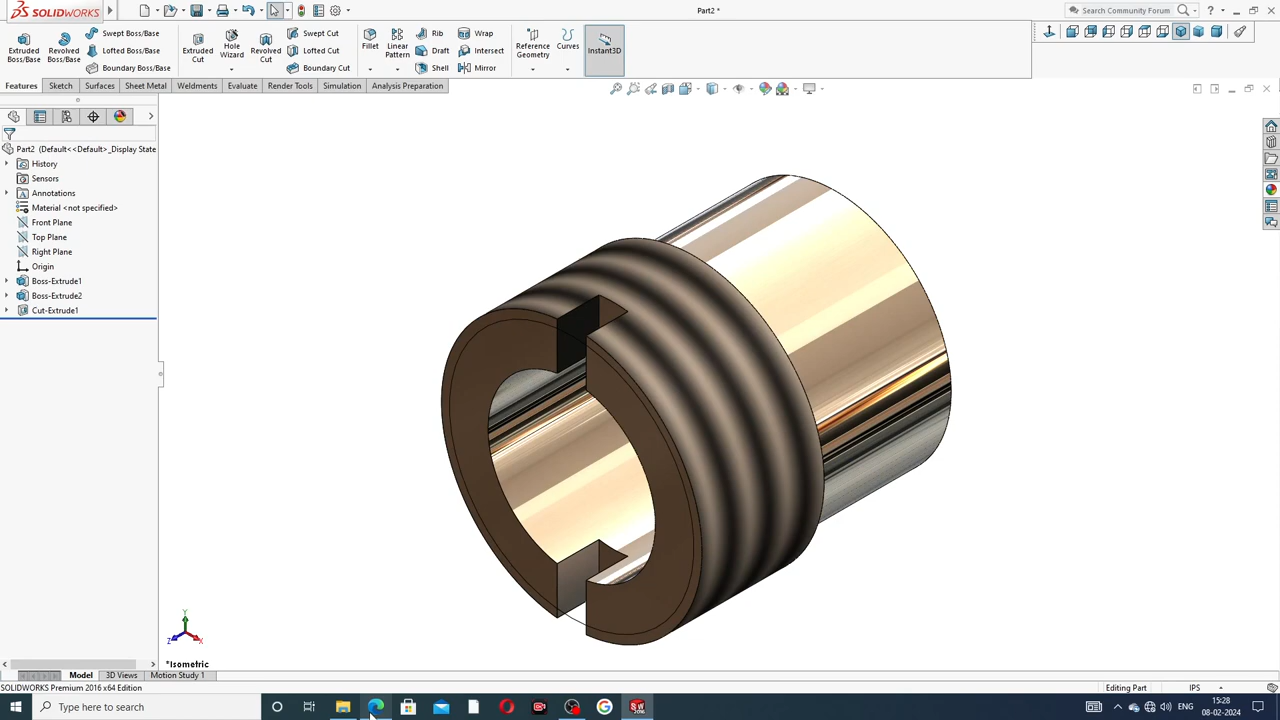 SOLIDWORKS
Part2 *
Search Community Forum
Extruded Boss/Base
Revolved Boss/Base
Swept Boss/Base
Lofted Boss/Base
Boundary Boss/Base
Extruded Cut
Hole Wizard
Revolved Cut
Swept Cut
Lofted Cut
Boundary Cut
Fillet
Linear Pattern
Rib
Draft
Shell
Wrap
Intersect
Mirror
Reference Geometry
Curves
Instant3D
Features
Sketch
Surfaces
Sheet Metal
Weldments
Evaluate
Render Tools
Simulation
Analysis Preparation
Part2 (Default<<Default>_Display State
History
Sensors
Annotations
Material <not specified>
Front Plane
Top Plane
Right Plane
Origin
Boss-Extrude1
Boss-Extrude2
Cut-Extrude1
Y
Z
X
*Isometric
Model
3D Views
Motion Study 1
SOLIDWORKS Premium 2016 x64 Edition
Editing Part
IPS
Type here to search
ENG
15:28
08-02-2024